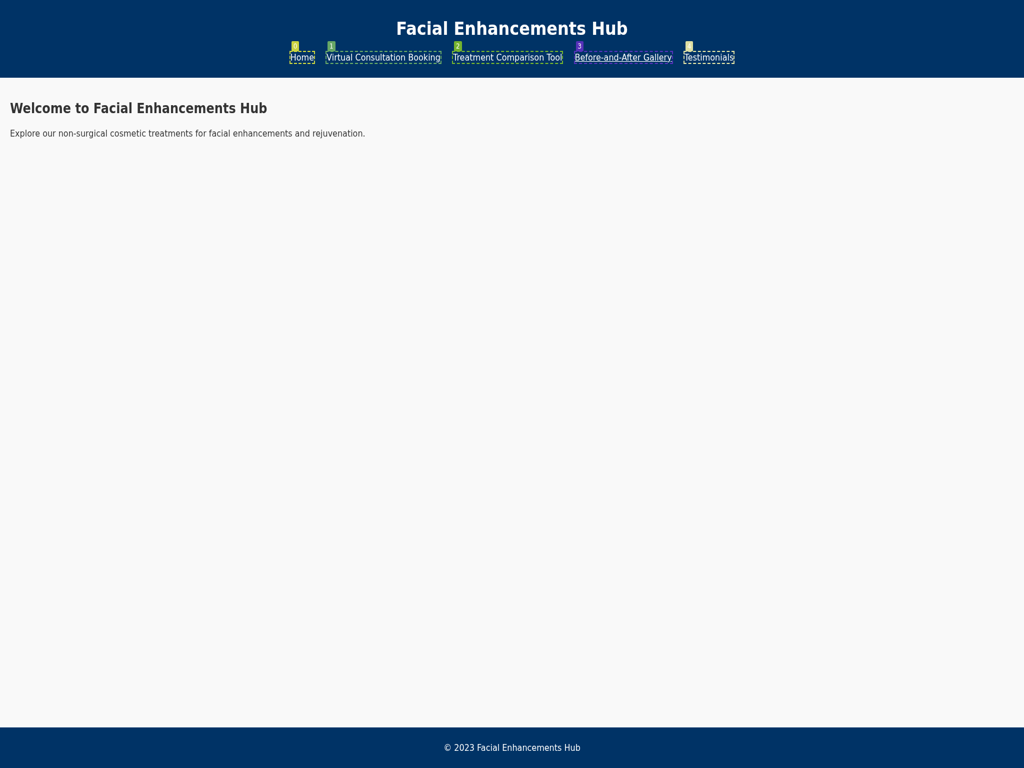 Facial Enhancements Hub
0 1 2 3 4
Home Virtual Consultation Booking Treatment Comparison Tool Before-and-After Gallery Testimonials
Welcome to Facial Enhancements Hub
Explore our non-surgical cosmetic treatments for facial enhancements and rejuvenation.
© 2023 Facial Enhancements Hub